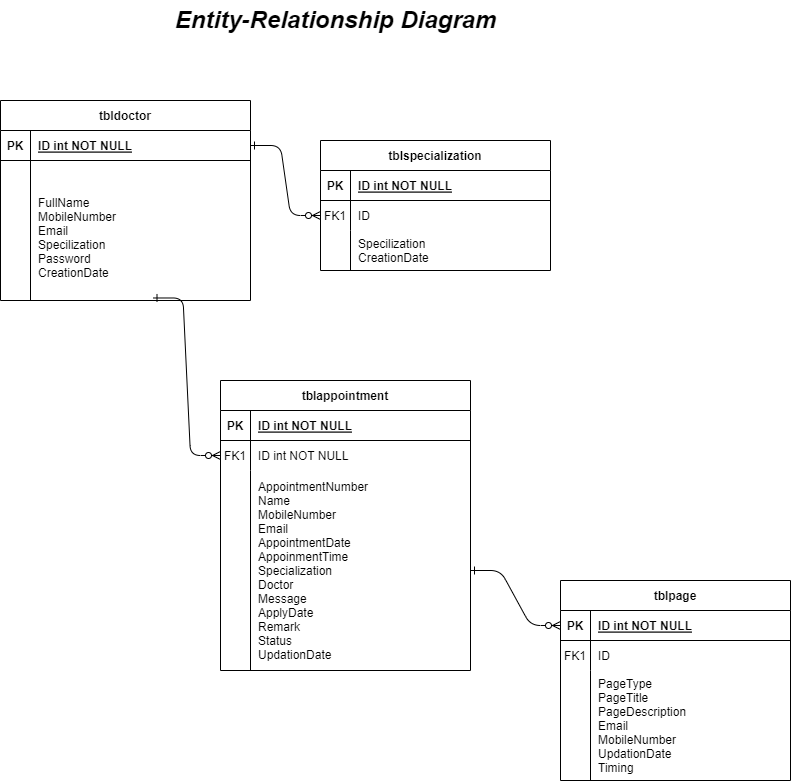 Entity-Relationship Diagram
tbldoctor
PK ID int NOT NULL
FullName
MobileNumber
Email
Specilization
Password
CreationDate
tblspecialization
PK ID int NOT NULL
FK1 ID
Specilization
CreationDate
tblappointment
PK ID int NOT NULL
FK1 ID int NOT NULL
AppointmentNumber
Name
MobileNumber
Email
AppointmentDate
AppoinmentTime
Specialization
Doctor
Message
ApplyDate
Remark
Status
UpdationDate
tblpage
PK ID int NOT NULL
FK1 ID
PageType
PageTitle
PageDescription
Email
MobileNumber
UpdationDate
Timing